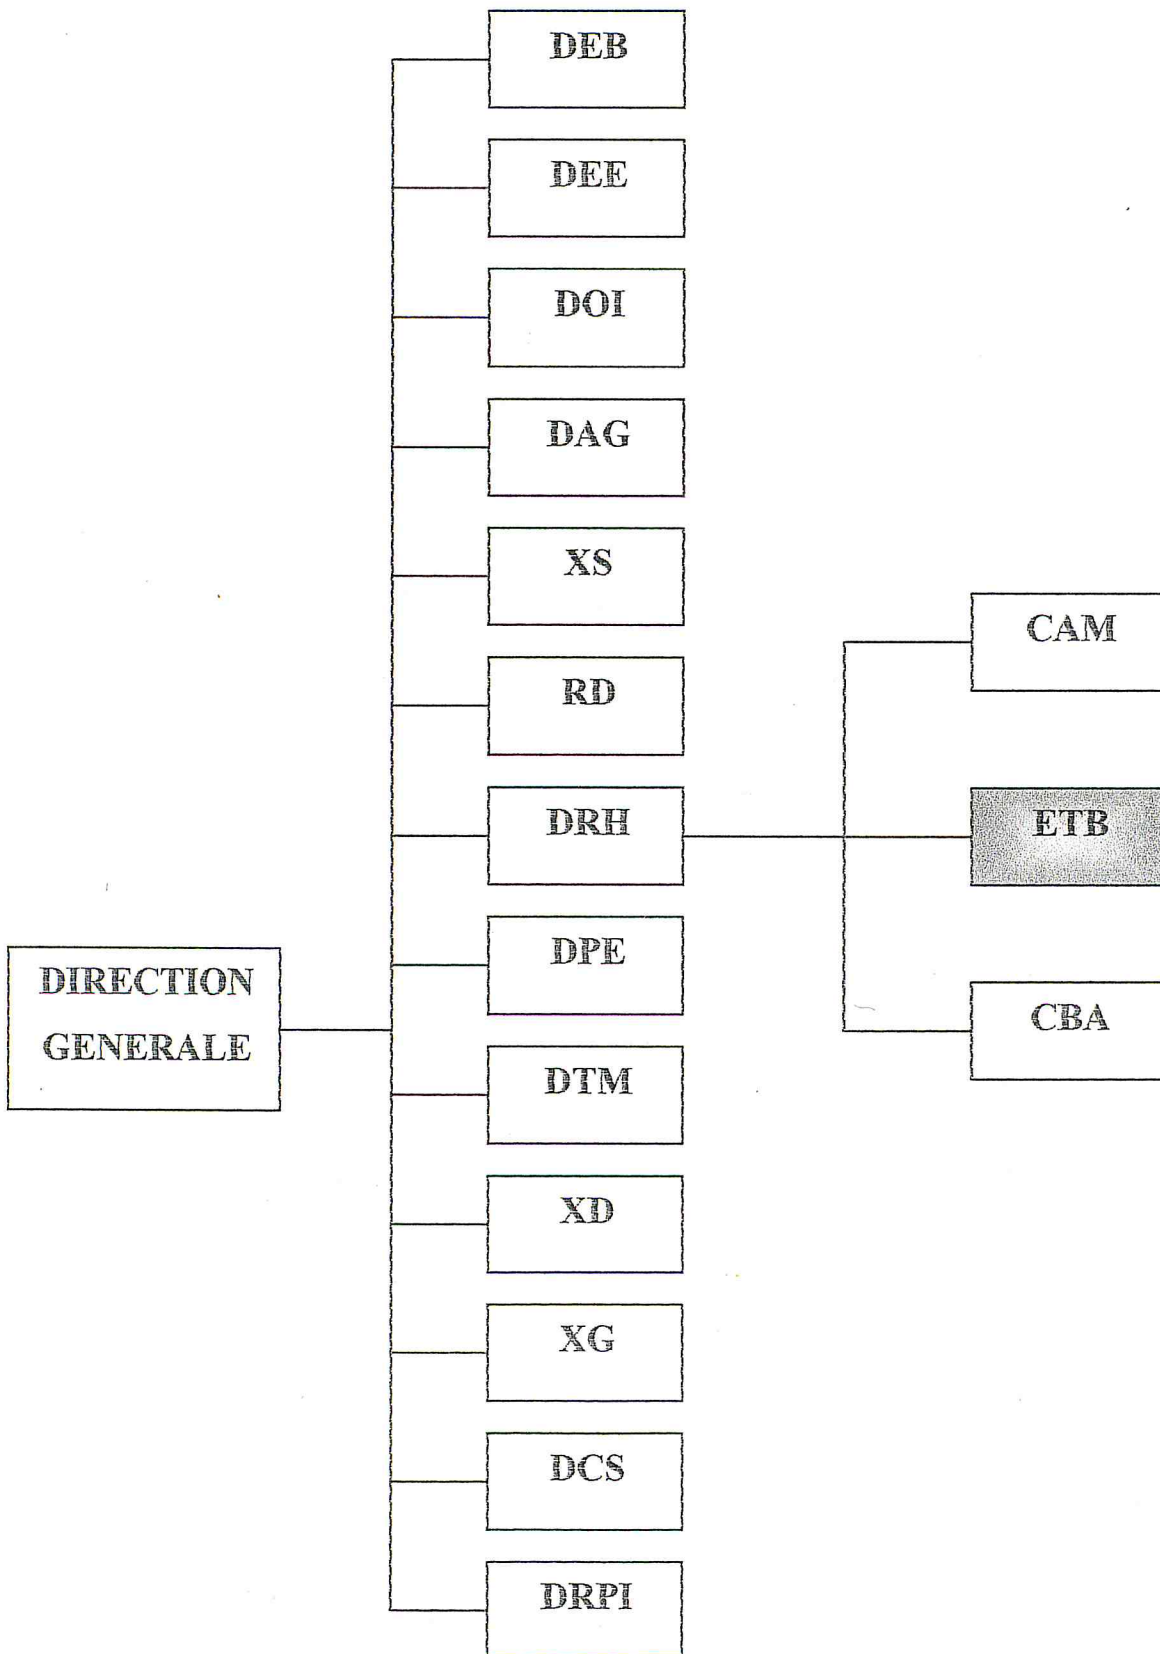 DEB
DEE
DOI
DAG
XS
RD
DRH
DPE
DTM
XD
XG
DCS
DRPI
DIRECTION
GENERALE
CAM
ETB
CBA